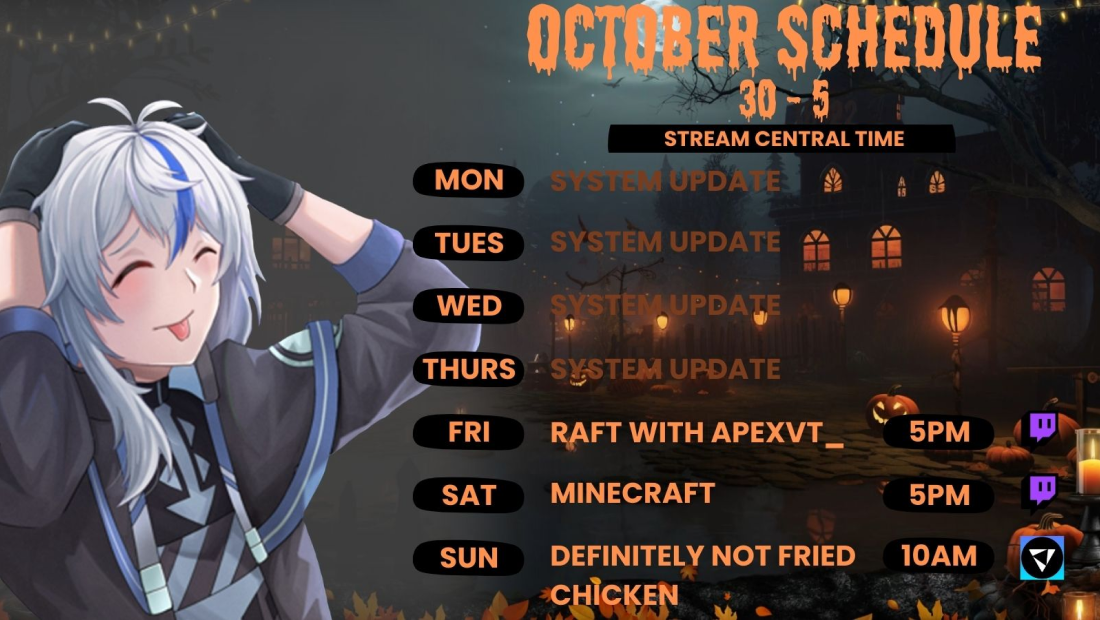 OCTOBER SCHEDULE
30 - 5
STREAM CENTRAL TIME
MON SYSTEM UPDATE
TUES SYSTEM UPDATE
WED SYSTEM UPDATE
THURS SYSTEM UPDATE
FRI RAFT WITH APEXVT_ 5PM
SAT MINECRAFT 5PM
SUN DEFINITELY NOT FRIED 10AM
CHICKEN